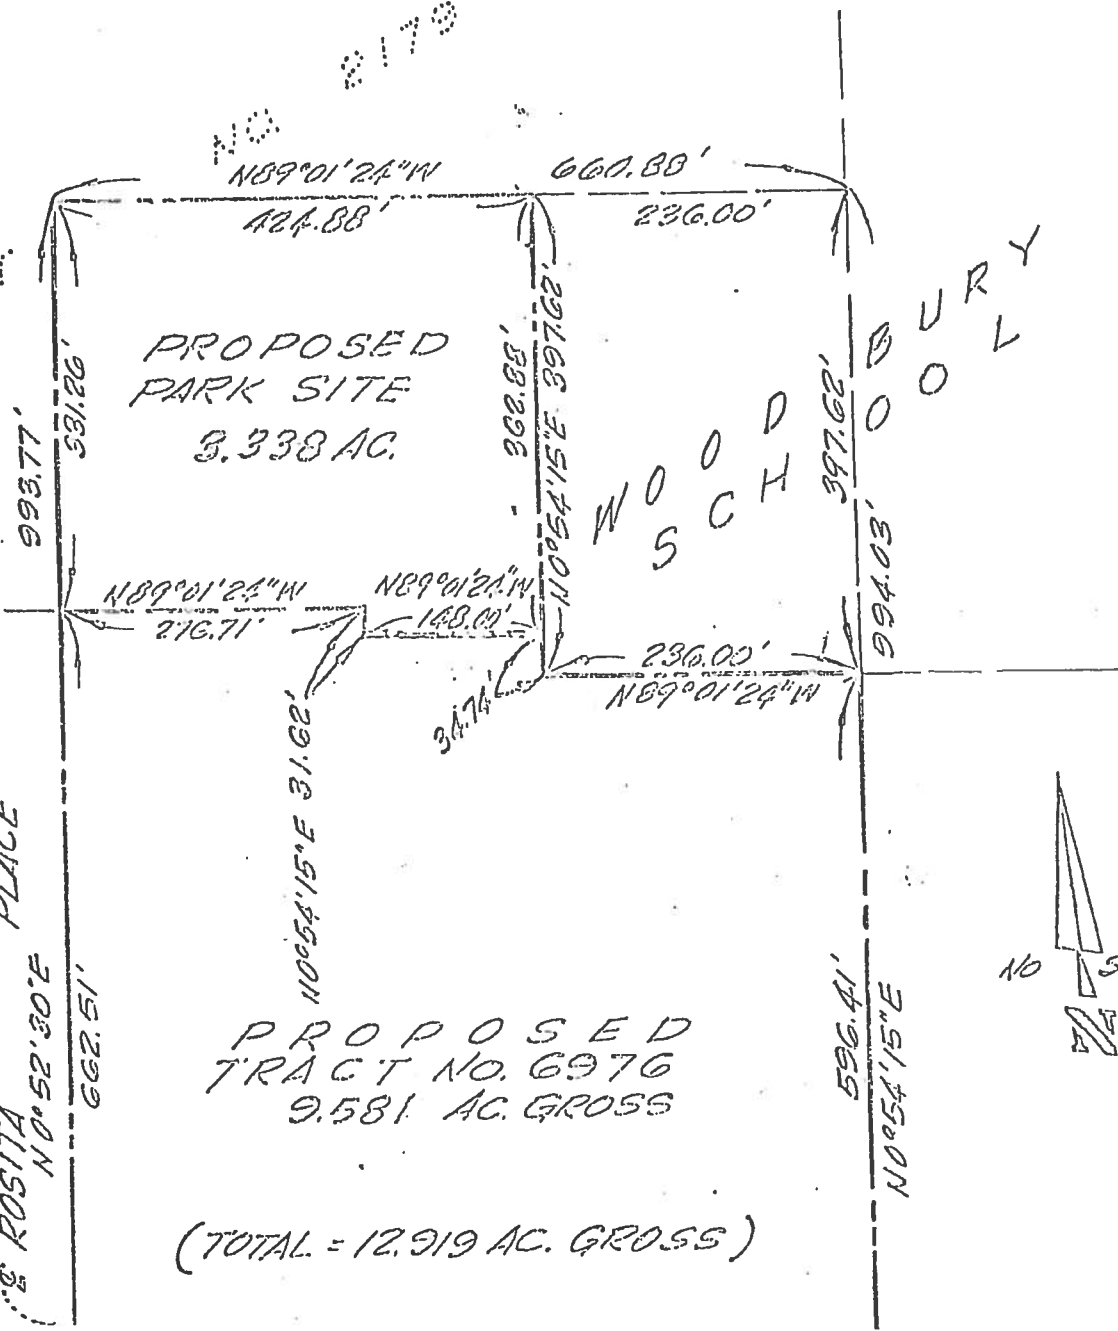 NO. 2179
N89°01'24"W 660.88'
424.88' 236.00'
PROPOSED
PARK SITE
3.338 AC.
993.77'
331.26'
362.88'
N0°54'15"E 397.62'
WOODBURY
SCHOOL
397.62'
994.03'
N89°01'24"W
276.71'
N89°01'24"W
148.00'
236.00'
N89°01'24"W
34.74'
N0°54'15"E 31.62'
ROSITA PLACE
N0°52'30"E
662.51'
596.41'
N0°54'15"E
PROPOSED
TRACT NO. 6976
9.581 AC. GROSS
(TOTAL = 12.919 AC. GROSS)
NO